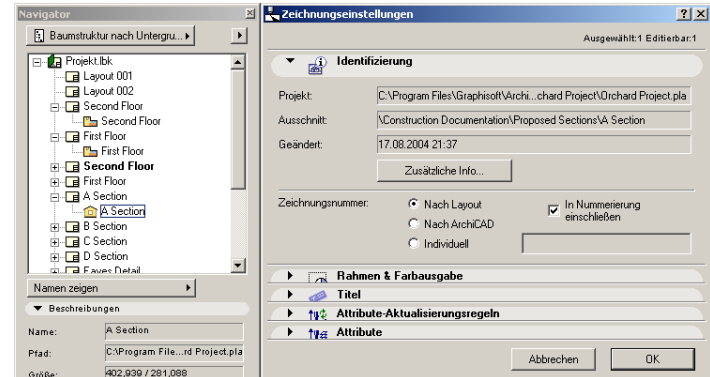 Navigator
Baumstruktur nach Untergru...
Projekt.lbk
Layout 001
Layout 002
Second Floor
Second Floor
First Floor
First Floor
Second Floor
First Floor
A Section
A Section
B Section
C Section
D Section
Eaves Detail
Namen zeigen
Beschreibungen
Name: A Section
Pfad: C:\Program File...rd Project.pla
Größe: 402,939 / 281,088
Zeichnungseinstellungen
Ausgewählt:1 Editierbar:1
Identifizierung
Projekt: C:\Program Files\Graphisoft\Archi...chard Project\Orchard Project.pla
Ausschnitt: \Construction Documentation\Proposed Sections\A Section
Geändert: 17.08.2004 21:37
Zusätzliche Info...
Zeichnungsnummer: Nach Layout
In Nummerierung
einschließen
Nach ArchiCAD
Individuell
Rahmen & Farbausgabe
Titel
Attribute-Aktualisierungsregeln
Attribute
Abbrechen OK